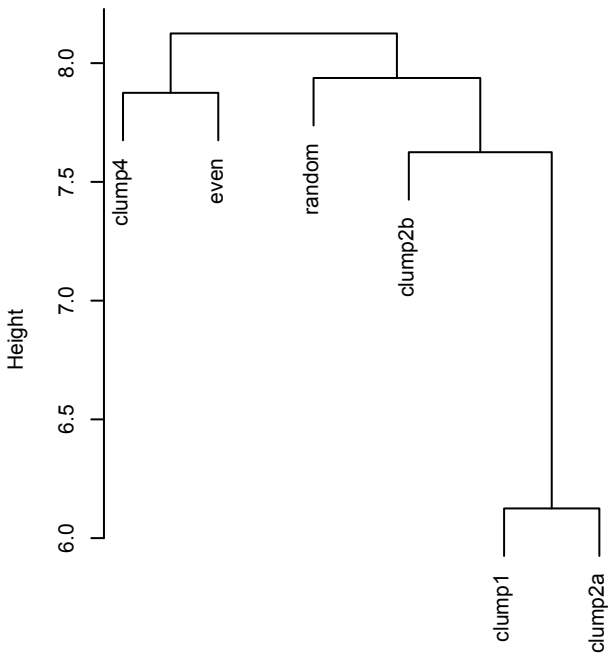 Height
8.0
7.5
7.0
6.5
6.0
clump4
even
random
clump2b
clump1
clump2a